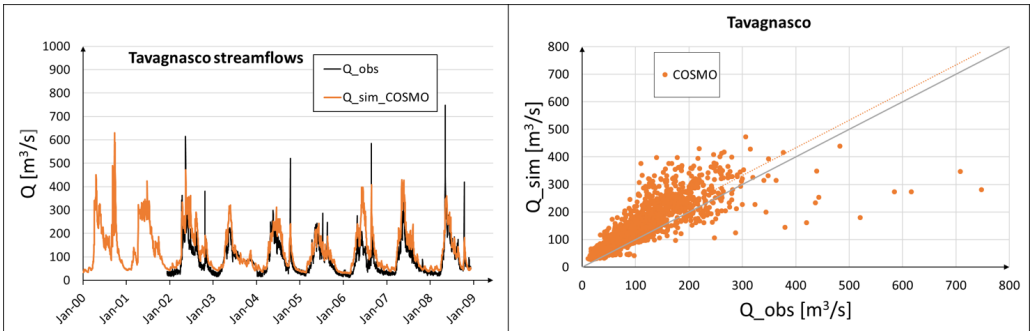 Tavagnasco streamflows
Q_obs
Q_sim_COSMO
Q [m³/s]
1000
900
800
700
600
500
400
300
200
100
0
Jan-00
Jan-01
Jan-02
Jan-03
Jan-04
Jan-05
Jan-06
Jan-07
Jan-08
Jan-09
Tavagnasco
COSMO
Q_sim [m³/s]
800
700
600
500
400
300
200
100
0
0 100 200 300 400 500 600 700 800
Q_obs [m³/s]